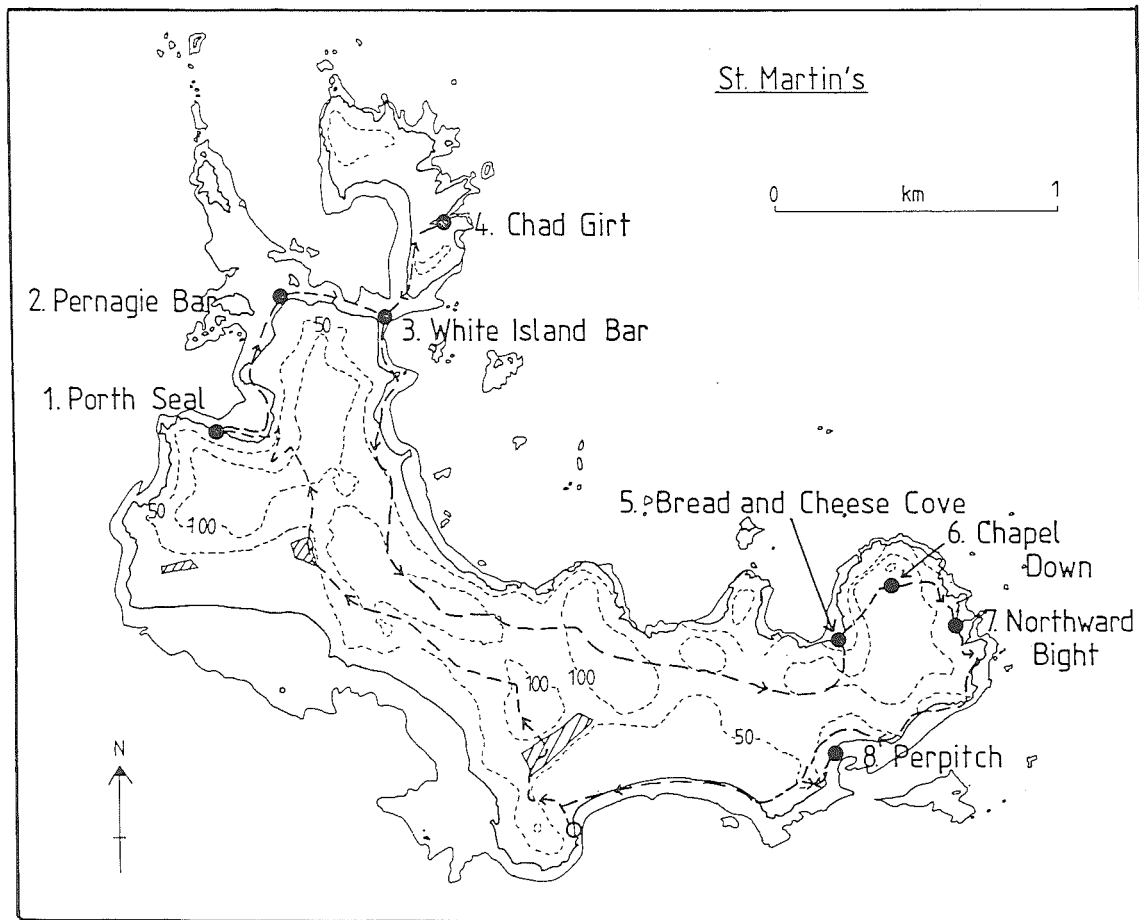 St. Martin's
0 km 1
4. Chad Girt
2. Pernagie Bar
3. White Island Bar
50
1. Porth Seal
5. Bread and Cheese Cove
50
100
6. Chapel
Down
7. Northward
Bight
100
100
50
8. Perpitch
N